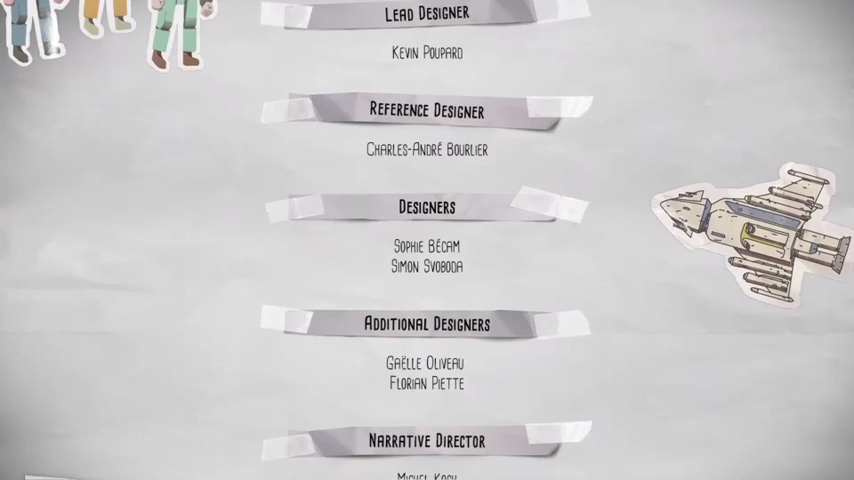 LEAD DESIGNER
KEVIN POUPARD
REFERENCE DESIGNER
CHARLES-ANDRÉ BOURLIER
DESIGNERS
SOPHIE BÉCAM
SIMON SVOBODA
ADDITIONAL DESIGNERS
GAËLLE OLIVEAU
FLORIAN PIETTE
NARRATIVE DIRECTOR